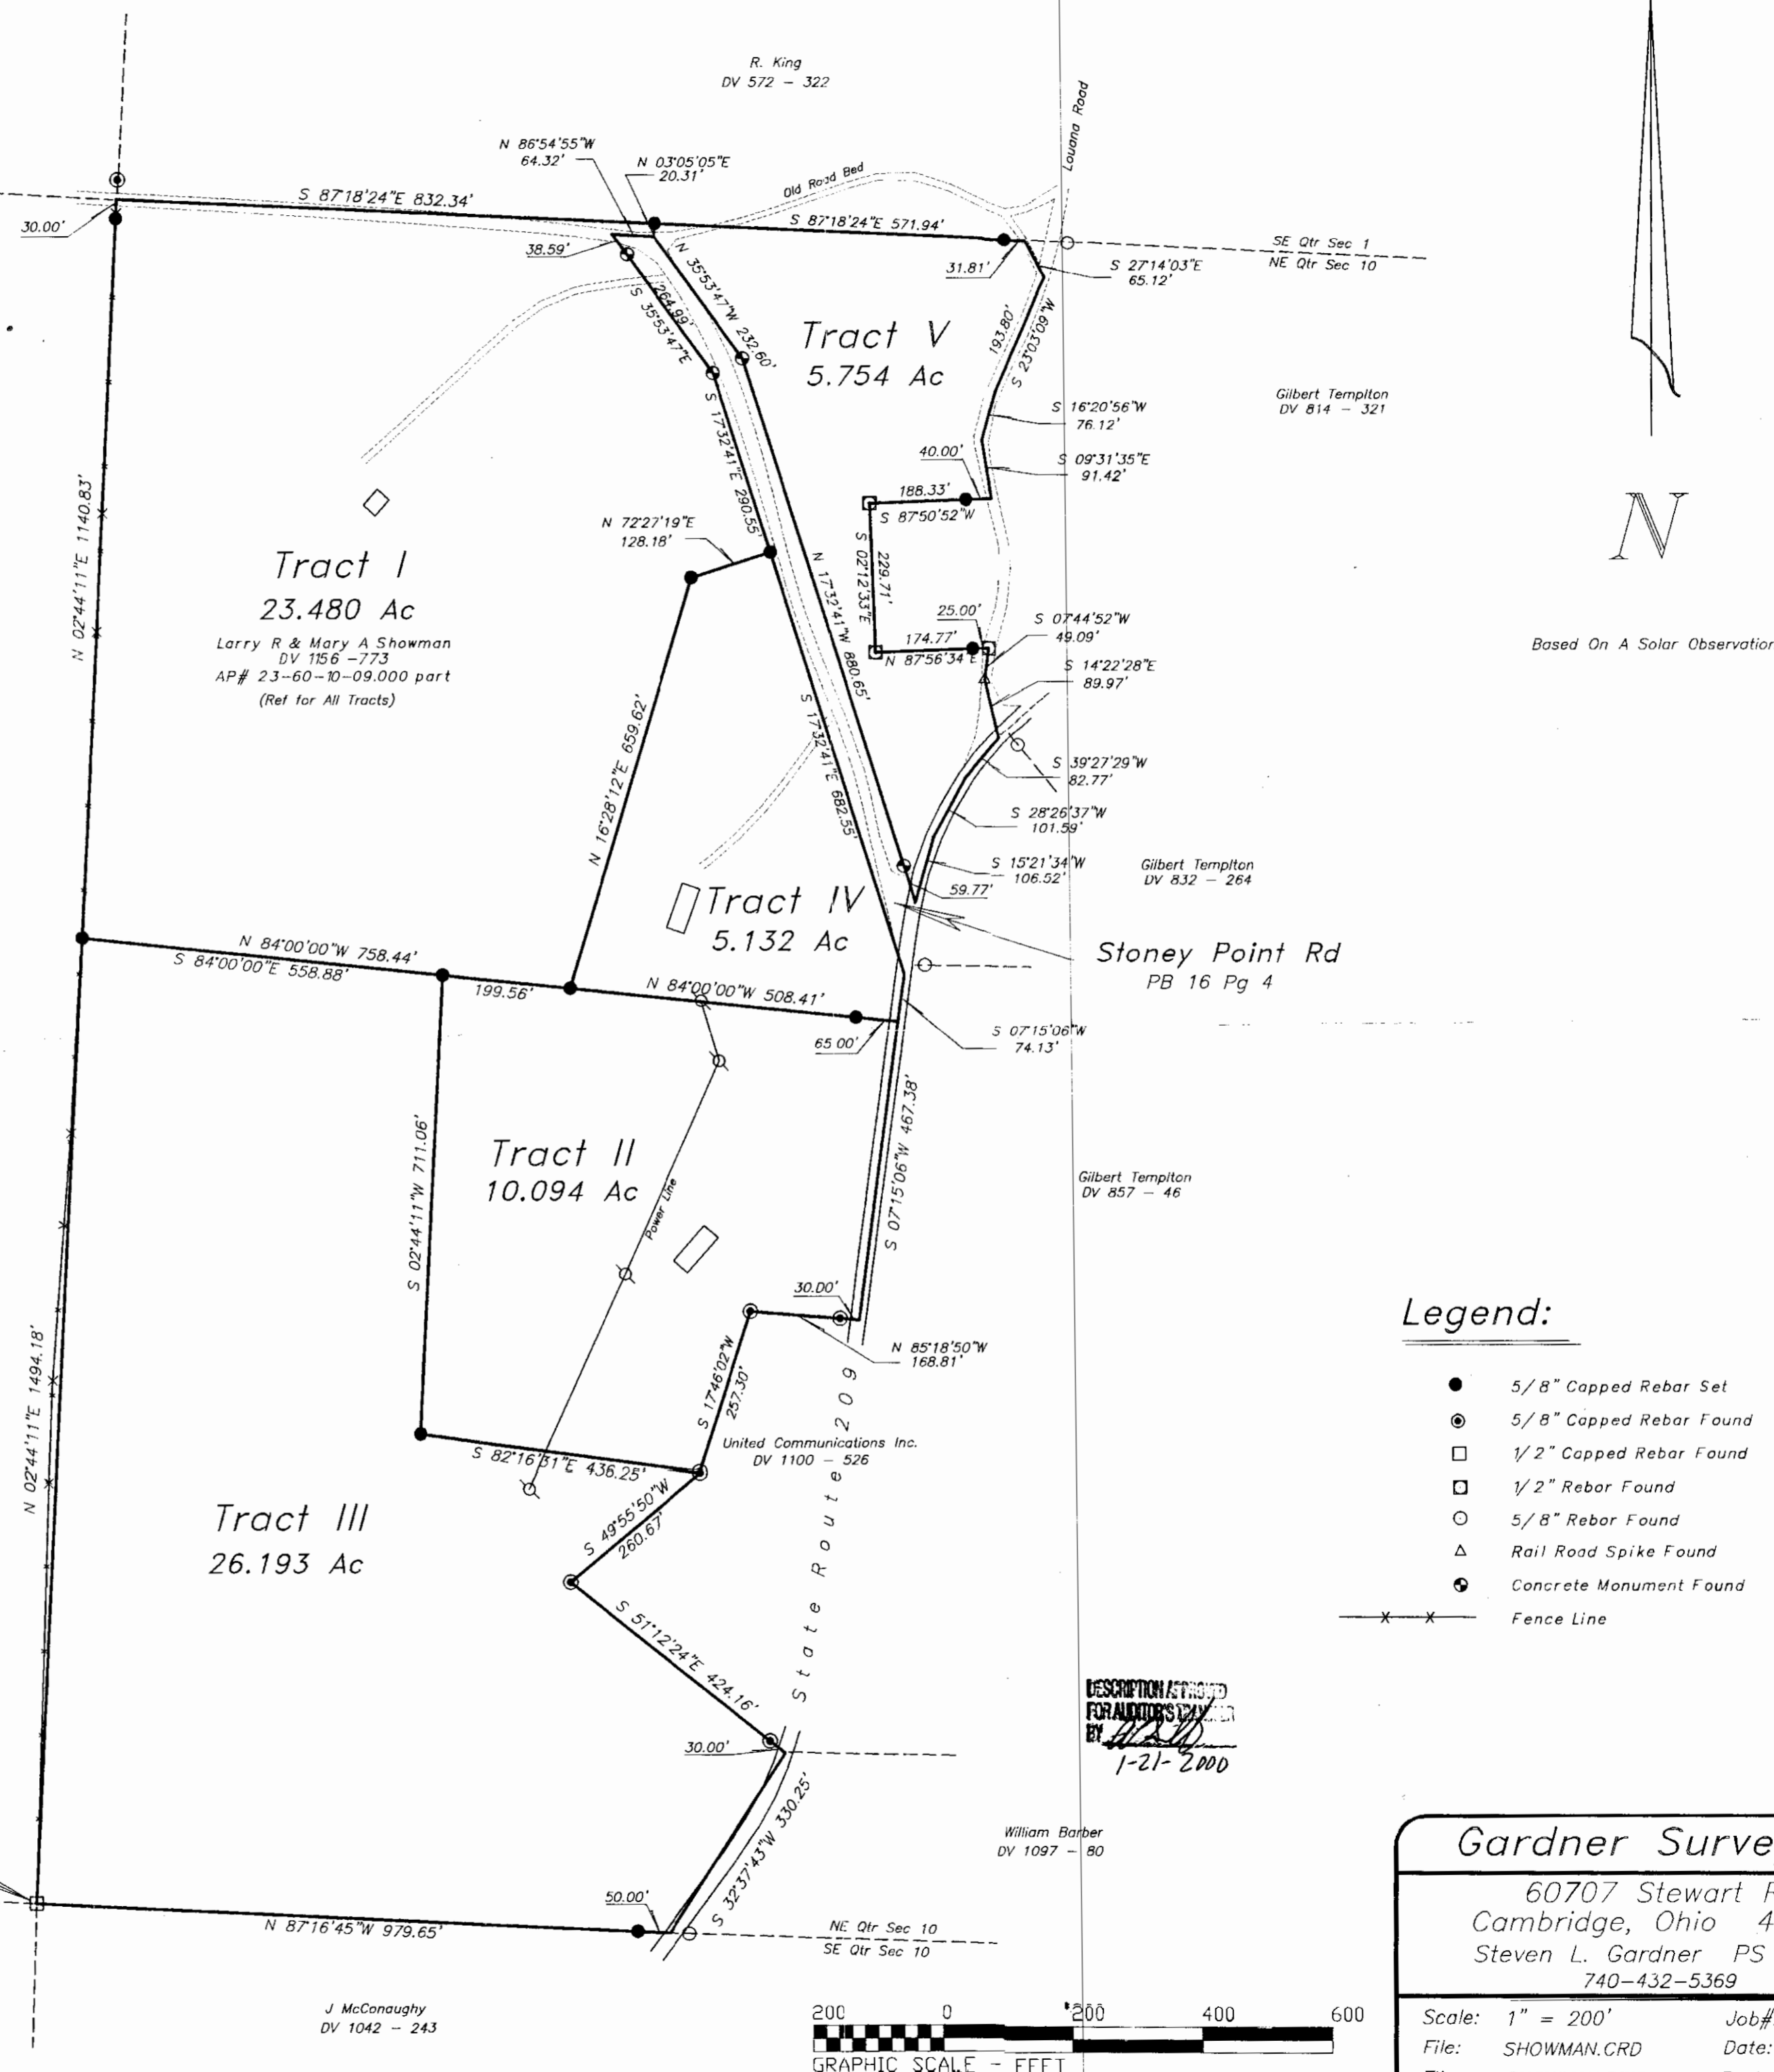 R. King
DV 572 - 322
Louana Road
N 86°54'55"W
64.32'
N 03°05'05"E
20.31'
Old Road Bed
S 87°18'24"E 832.34'
S 87°18'24"E 571.94'
30.00'
38.59'
31.81'
SE Qtr Sec 1
NE Qtr Sec 10
S 27°14'03"E
65.12'
N 35°53'47"W 232.60'
264.99'
S 35°53'47"E
Tract V
5.754 Ac
193.80'
S 23°03'09"W
Gilbert Templton
DV 814 - 321
S 16°20'56"W
76.12'
40.00'
S 09°31'35"E
91.42'
188.33'
S 87°50'52"W
S 17°32'41"E 290.55'
N 02°44'11"E 1140.83'
N 72°27'19"E
128.18'
Tract I
23.480 Ac
Larry R & Mary A Showman
DV 1156 -773
AP# 23-60-10-09.000 part
(Ref for All Tracts)
N
Based On A Solar Observation
229.71'
S 02°12'33"E
25.00'
S 07°44'52"W
49.09'
174.77'
N 87°56'34"E
S 14°22'28"E
89.97'
N 17°32'41"W 880.65'
S 17°32'41"E 682.55'
N 16°28'12"E 659.62'
S 39°27'29"W
82.77'
S 28°26'37"W
101.59'
S 15°21'34"W
106.52'
59.77'
Gilbert Templton
DV 832 - 264
Tract IV
5.132 Ac
Stoney Point Rd
PB 16 Pg 4
N 84°00'00"W 758.44'
S 84°00'00"E 558.88'
199.56'
N 84°00'00"W 508.41'
65.00'
S 07°15'06"W
74.13'
S 02°44'11"W 711.06'
Tract II
10.094 Ac
Power Line
S 07°15'06"W 467.38'
Gilbert Templton
DV 857 - 46
30.00'
N 85°18'50"W
168.81'
S 17°46'02"W
257.30'
State Route 209
United Communications Inc.
DV 1100 - 526
S 82°16'31"E 436.25'
N 02°44'11"E 1494.18'
Tract III
26.193 Ac
S 49°55'50"W
260.67'
S 51°12'24"E 424.16'
30.00'
S 32°37'43"W 330.25'
50.00'
N 87°16'45"W 979.65'
NE Qtr Sec 10
SE Qtr Sec 10
William Barber
DV 1097 - 80
J McConaughy
DV 1042 - 243
Legend:
5/8" Capped Rebar Set
5/8" Capped Rebar Found
1/2" Capped Rebar Found
1/2" Rebar Found
5/8" Rebar Found
Rail Road Spike Found
Concrete Monument Found
Fence Line
DESCRIPTION APPROVED
FOR AUDITOR'S TRANSFER
BY
1-21-2000
Gardner Surve
60707 Stewart R
Cambridge, Ohio 4
Steven L. Gardner PS
740-432-5369
Scale: 1" = 200' Job#
File: SHOWMAN.CRD Date:
200 0 200 400 600
GRAPHIC SCALE - FEET